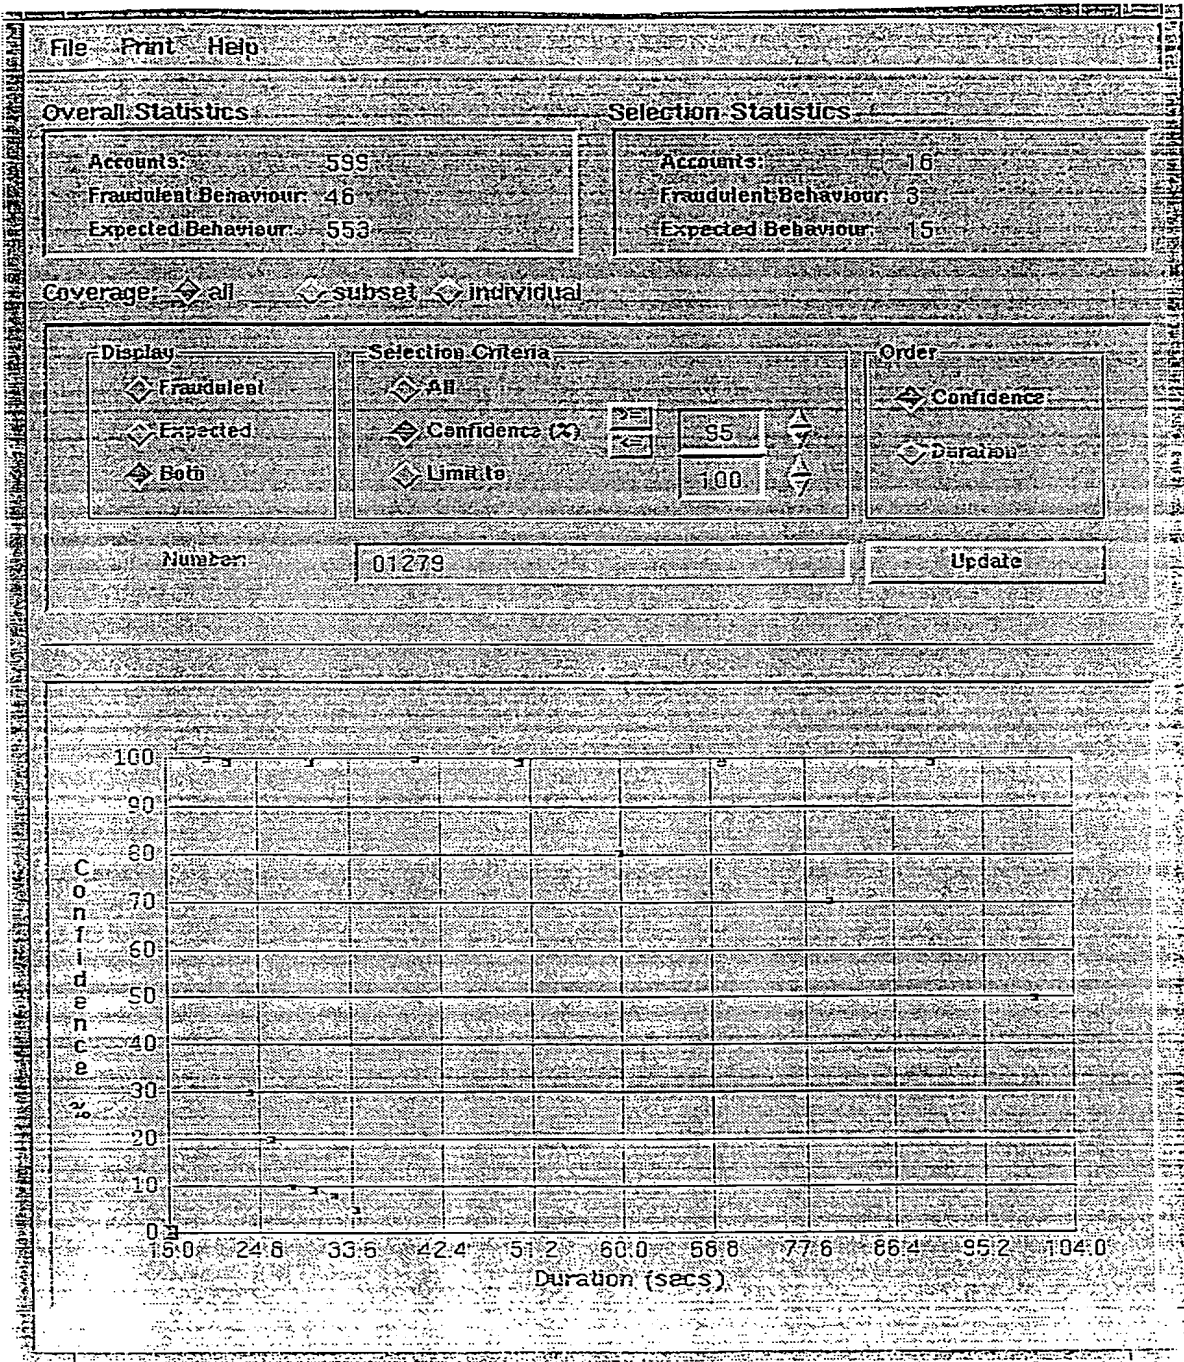 File Print Help
Overall Statistics Selection Statistics
Accounts: 599 Accounts: 16
Fraudulent Behaviour: 46 Fraudulent Behaviour: 3
Expected Behaviour: 553 Expected Behaviour: 15
Coverage: all subset individual
Display Selection Criteria Order
Fraudulent All Confidence
>=
Expected Confidence (%) 95 Duration
<=
Both Limit to 100
Number: 01279 Update
100
90
80
70
60
50
40
30
20
10
0
Confidence %
24.6 33.6 42.4 51.2 60.0 68.8 77.6 86.4 95.2 104.0
Duration (secs)